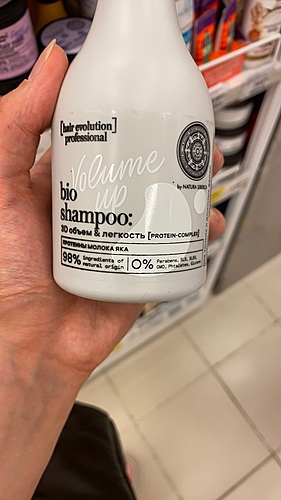 [hair evolution]
professional
Volume
up
by NATURA SIBERICA
bio
shampoo:
3D объем & легкость [PROTEIN-COMPLEX]
ПРОТЕИНЫ МОЛОКА ЯКА
98% ingredients of
natural origin
0% Parabens, SLS, SLES,
GMO, Phtalates, Glycols